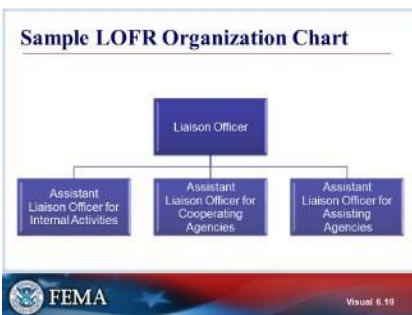 Sample LOFR Organization Chart
Liaison Officer
Assistant
Liaison Officer for
Internal Activities
Assistant
Liaison Officer for
Cooperating
Agencies
Assistant
Liaison Officer for
Assisting
Agencies
FEMA
Visual 6.19